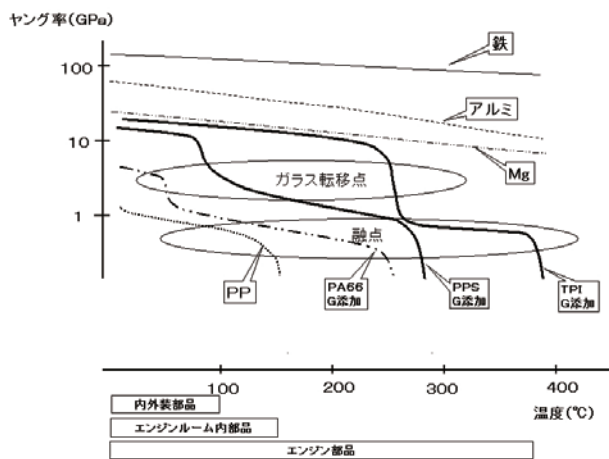 ヤング率(GPa)
100
10
1
鉄
アルミ
Mg
ガラス転移点
融点
PP
PA66
G添加
PPS
G添加
TPI
G添加
100
200
300
400
温度(℃)
内外装部品
エンジンルーム内部品
エンジン部品